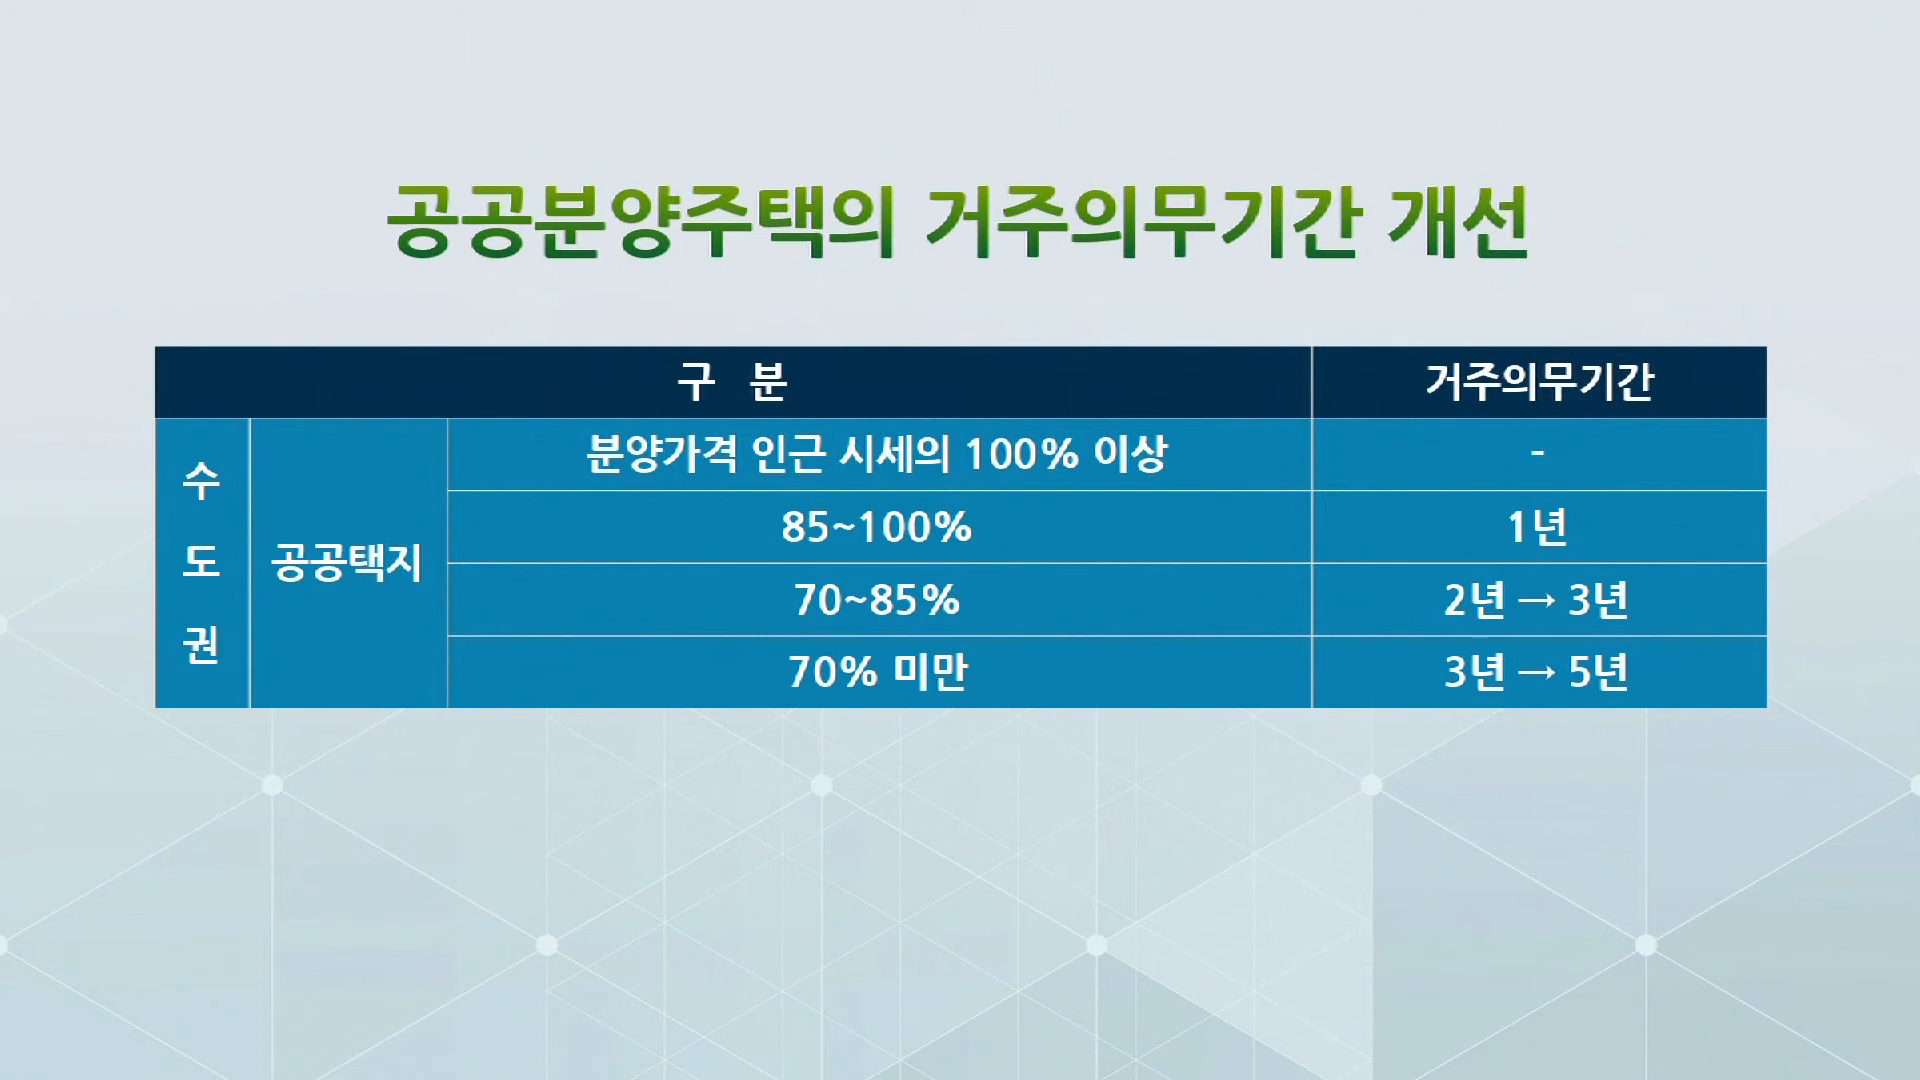 공공분양주택의 거주의무기간 개선
구 분 거주의무기간
수도권 공공택지 분양가격 인근 시세의 100% 이상 -
85~100% 1년
70~85% 2년 → 3년
70% 미만 3년 → 5년